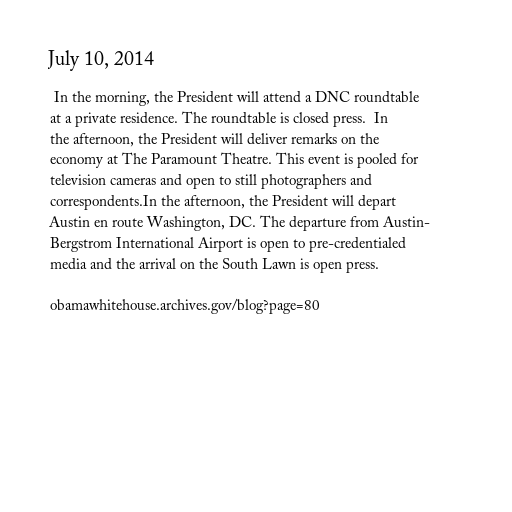 July 10, 2014
In the morning, the President will attend a DNC roundtable
at a private residence. The roundtable is closed press.  In
the afternoon, the President will deliver remarks on the
economy at The Paramount Theatre. This event is pooled for
television cameras and open to still photographers and
correspondents.In the afternoon, the President will depart
Austin en route Washington, DC. The departure from Austin-
Bergstrom International Airport is open to pre-credentialed
media and the arrival on the South Lawn is open press.
obamawhitehouse.archives.gov/blog?page=80